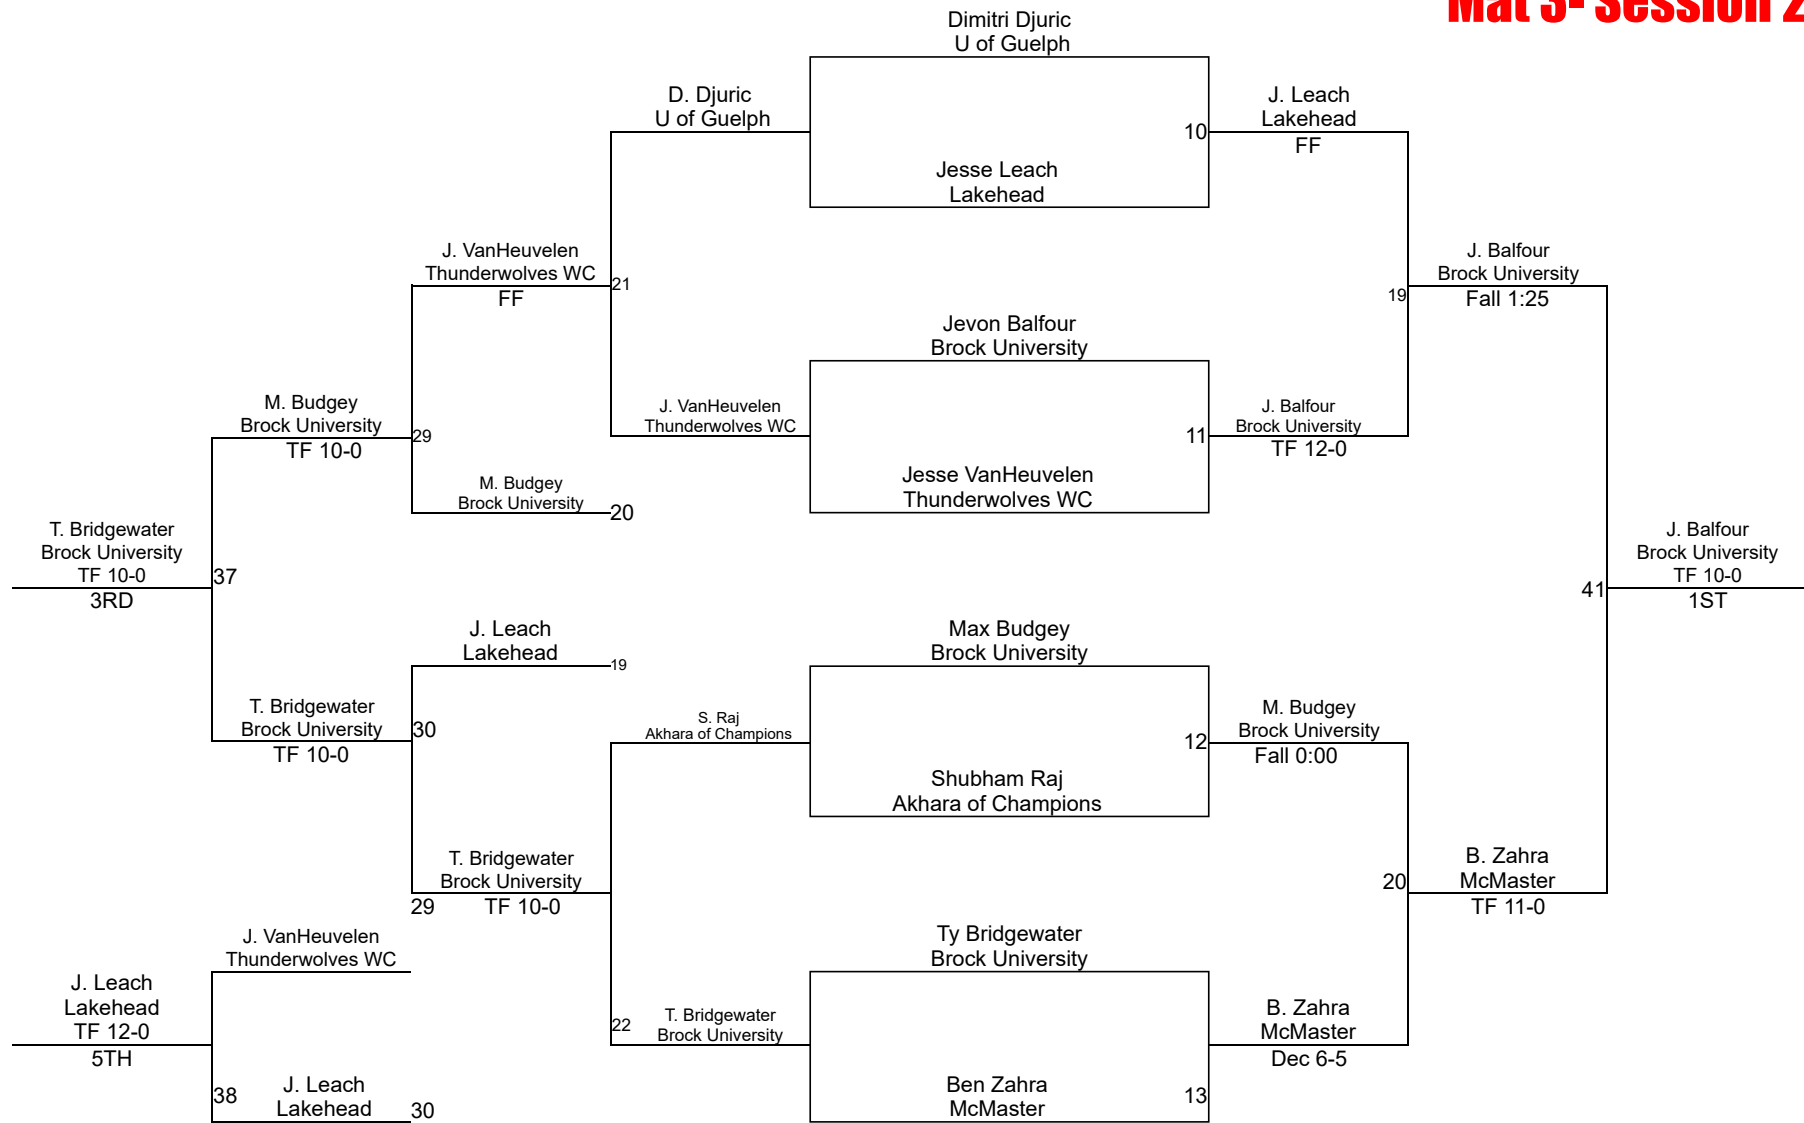 Mat 3- Session 2
Dimitri Djuric
U of Guelph
D. Djuric
U of Guelph
10
J. Leach
Lakehead
FF
Jesse Leach
Lakehead
J. VanHeuvelen
Thunderwolves WC
FF
21
19
J. Balfour
Brock University
Fall 1:25
Jevon Balfour
Brock University
M. Budgey
Brock University
TF 10-0
29
J. VanHeuvelen
Thunderwolves WC
11
J. Balfour
Brock University
TF 12-0
Jesse VanHeuvelen
Thunderwolves WC
M. Budgey
Brock University
20
T. Bridgewater
Brock University
TF 10-0
3RD
37
41
J. Balfour
Brock University
TF 10-0
1ST
J. Leach
Lakehead
19
Max Budgey
Brock University
T. Bridgewater
Brock University
TF 10-0
30
S. Raj
Akhara of Champions
12
M. Budgey
Brock University
Fall 0:00
Shubham Raj
Akhara of Champions
T. Bridgewater
Brock University
29
TF 10-0
20
B. Zahra
McMaster
TF 11-0
J. VanHeuvelen
Thunderwolves WC
Ty Bridgewater
Brock University
J. Leach
Lakehead
TF 12-0
5TH
22
T. Bridgewater
Brock University
B. Zahra
McMaster
Dec 6-5
38
J. Leach
Lakehead
30
Ben Zahra
McMaster
13